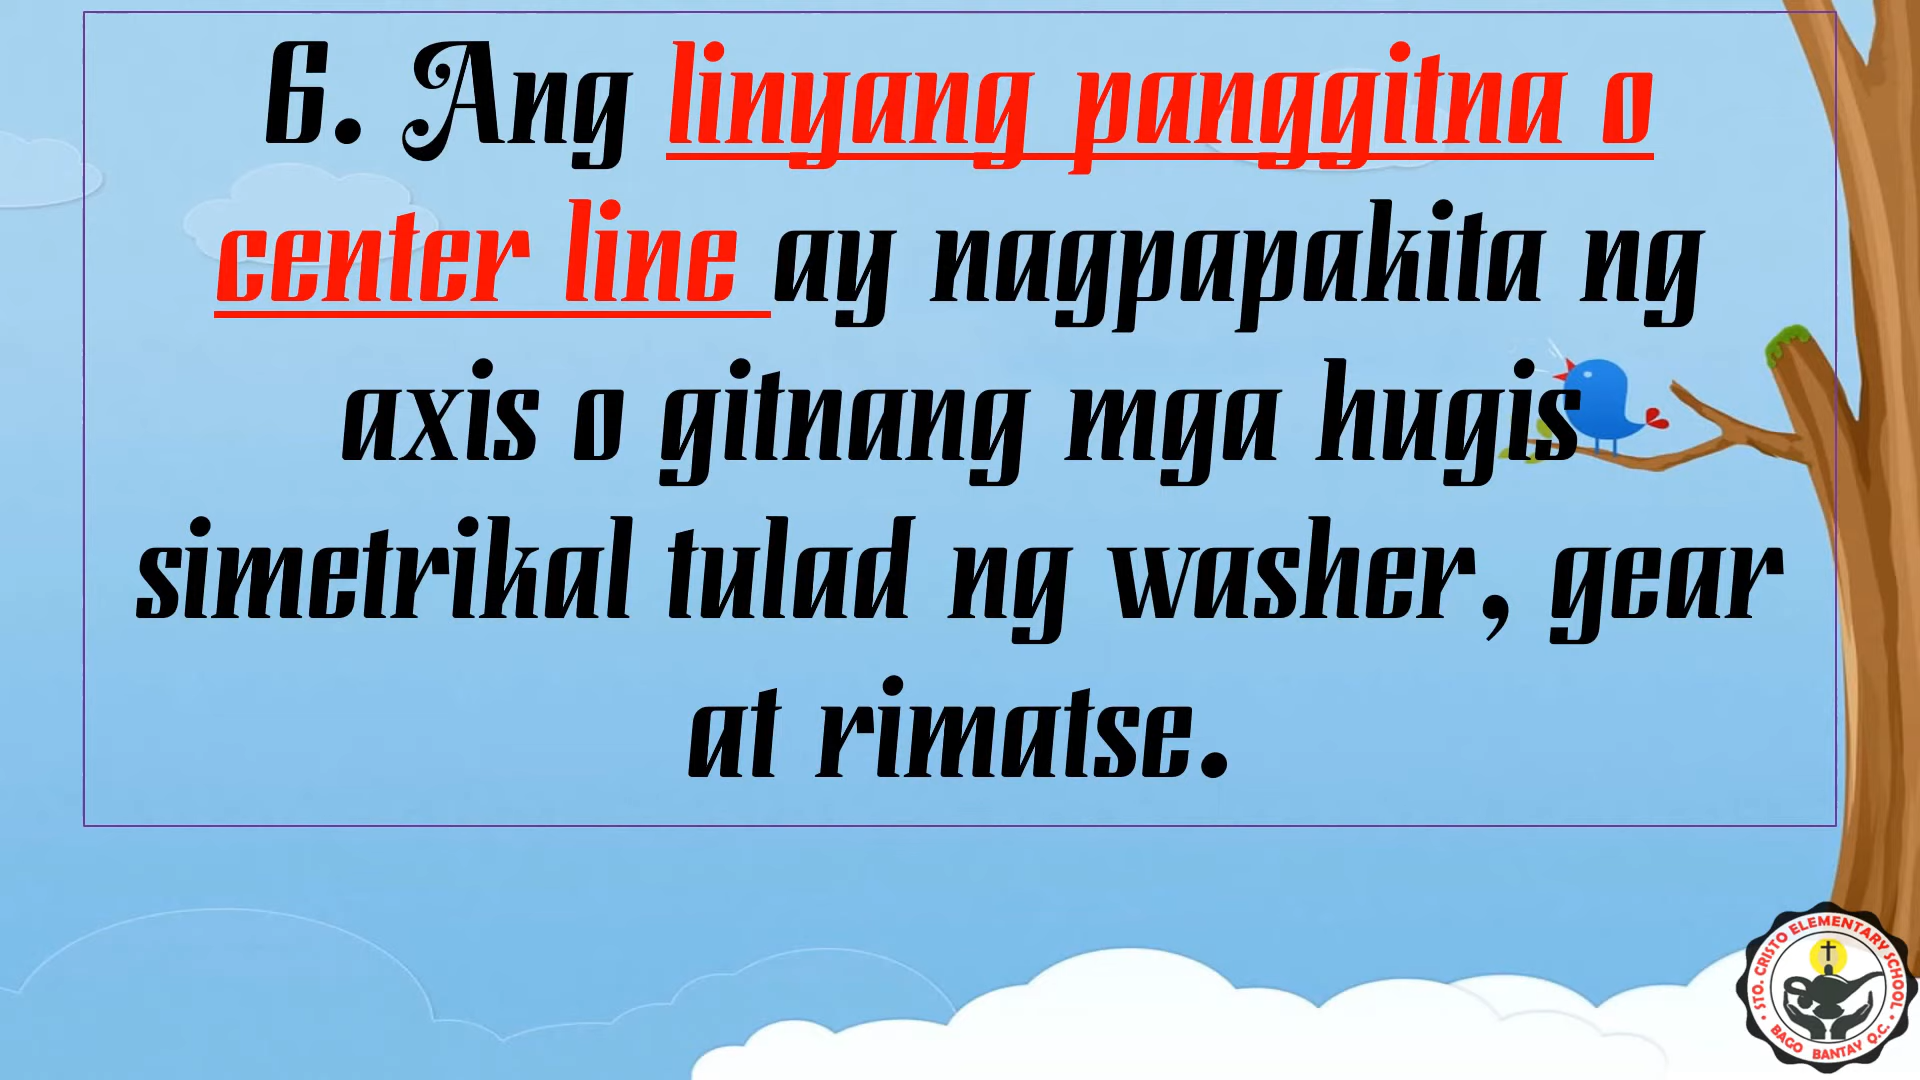 6. Ang linyang panggitna o
center line ay nagpapakita ng
axis o gitnang mga hugis
simetrikal tulad ng washer, gear
at rimatse.
STO. CRISTO ELEMENTARY SCHOOL
BAGO BANTAY Q.C.